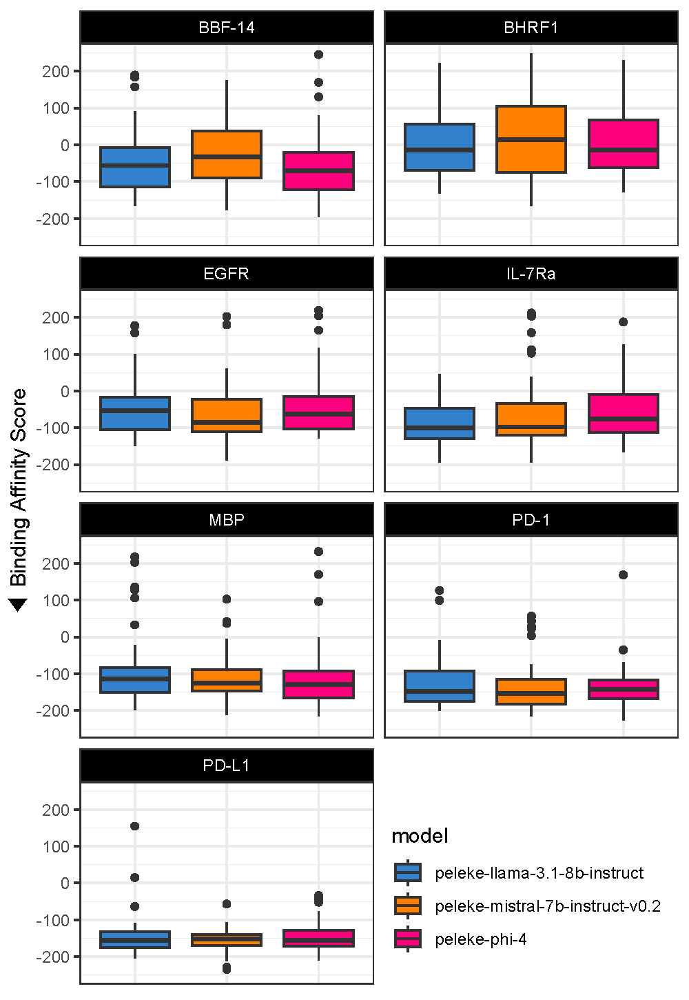 BBF-14
BHRF1
200
100
0
-100
-200
EGFR
IL-7Ra
200
100
0
-100
-200
MBP
PD-1
200
100
0
-100
-200
PD-L1
200
100
0
-100
-200
▼ Binding Affinity Score
model
peleke-llama-3.1-8b-instruct
peleke-mistral-7b-instruct-v0.2
peleke-phi-4